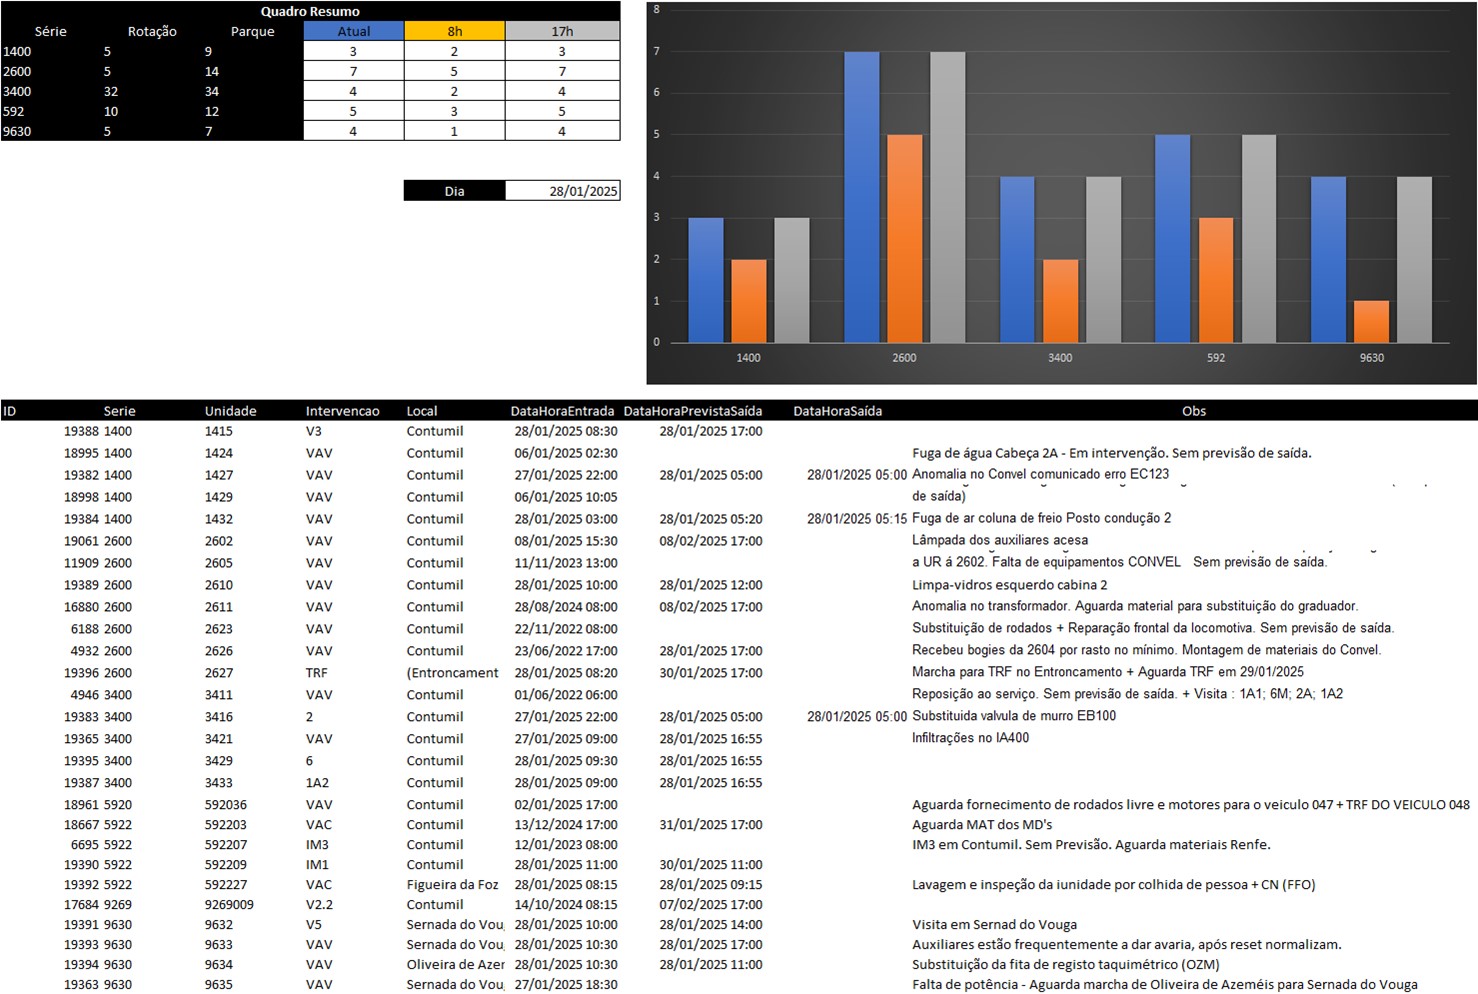 Quadro Resumo
Série Rotação Parque Atual 8h 17h
1400 5 9 3 2 3
2600 5 14 7 5 7
3400 32 34 4 2 4
592 10 12 5 3 5
9630 5 7 4 1 4
Dia 28/01/2025
8
7
6
5
4
3
2
1
0
1400 2600 3400 592 9630
ID Serie Unidade Intervencao Local DataHoraEntrada DataHoraPrevistaSaída DataHoraSaída Obs
19388 1400 1415 V3 Contumil 28/01/2025 08:30 28/01/2025 17:00
18995 1400 1424 VAV Contumil 06/01/2025 02:30 Fuga de água Cabeça 2A - Em intervenção. Sem previsão de saída.
19382 1400 1427 VAV Contumil 27/01/2025 22:00 28/01/2025 05:00 28/01/2025 05:00 Anomalia no Convel comunicado erro EC123
18998 1400 1429 VAV Contumil 06/01/2025 10:05 de saída)
19384 1400 1432 VAV Contumil 28/01/2025 03:00 28/01/2025 05:20 28/01/2025 05:15 Fuga de ar coluna de freio Posto condução 2
19061 2600 2602 VAV Contumil 08/01/2025 15:30 08/02/2025 17:00 Lâmpada dos auxiliares acesa
11909 2600 2605 VAV Contumil 11/11/2023 13:00 a UR á 2602. Falta de equipamentos CONVEL Sem previsão de saída.
19389 2600 2610 VAV Contumil 28/01/2025 10:00 28/01/2025 12:00 Limpa-vidros esquerdo cabina 2
16880 2600 2611 VAV Contumil 28/08/2024 08:00 08/02/2025 17:00 Anomalia no transformador. Aguarda material para substituição do graduador.
6188 2600 2623 VAV Contumil 22/11/2022 08:00 Substituição de rodados + Reparação frontal da locomotiva. Sem previsão de saída.
4932 2600 2626 VAV Contumil 23/06/2022 17:00 28/01/2025 17:00 Recebeu bogies da 2604 por rasto no mínimo. Montagem de materiais do Convel.
19396 2600 2627 TRF (Entroncament 28/01/2025 08:20 30/01/2025 17:00 Marcha para TRF no Entroncamento + Aguarda TRF em 29/01/2025
4946 3400 3411 VAV Contumil 01/06/2022 06:00 Reposição ao serviço. Sem previsão de saída. + Visita : 1A1; 6M; 2A; 1A2
19383 3400 3416 2 Contumil 27/01/2025 22:00 28/01/2025 05:00 28/01/2025 05:00 Substituida valvula de murro EB100
19365 3400 3421 VAV Contumil 27/01/2025 09:00 28/01/2025 16:55 Infiltrações no IA400
19395 3400 3429 6 Contumil 28/01/2025 09:30 28/01/2025 16:55
19387 3400 3433 1A2 Contumil 28/01/2025 09:00 28/01/2025 16:55
18961 5920 592036 VAV Contumil 02/01/2025 17:00 Aguarda fornecimento de rodados livre e motores para o veiculo 047 + TRF DO VEICULO 048
18667 5922 592203 VAC Contumil 13/12/2024 17:00 31/01/2025 17:00 Aguarda MAT dos MD's
6695 5922 592207 IM3 Contumil 12/01/2023 08:00 IM3 em Contumil. Sem Previsão. Aguarda materiais Renfe.
19390 5922 592209 IM1 Contumil 28/01/2025 11:00 30/01/2025 11:00
19392 5922 592227 VAC Figueira da Foz 28/01/2025 08:15 28/01/2025 09:15 Lavagem e inspeção da iunidade por colhida de pessoa + CN (FFO)
17684 9269 9269009 V2.2 Contumil 14/10/2024 08:15 07/02/2025 17:00
19391 9630 9632 V5 Sernada do Vou 28/01/2025 10:00 28/01/2025 14:00 Visita em Sernad do Vouga
19393 9630 9633 VAV Sernada do Vou 28/01/2025 10:30 28/01/2025 17:00 Auxiliares estão frequentemente a dar avaria, após reset normalizam.
19394 9630 9634 VAV Oliveira de Azer 28/01/2025 10:30 28/01/2025 11:00 Substituição da fita de registo taquimétrico (OZM)
19363 9630 9635 VAV Sernada do Vou 27/01/2025 18:30 Falta de potência - Aguarda marcha de Oliveira de Azeméis para Sernada do Vouga